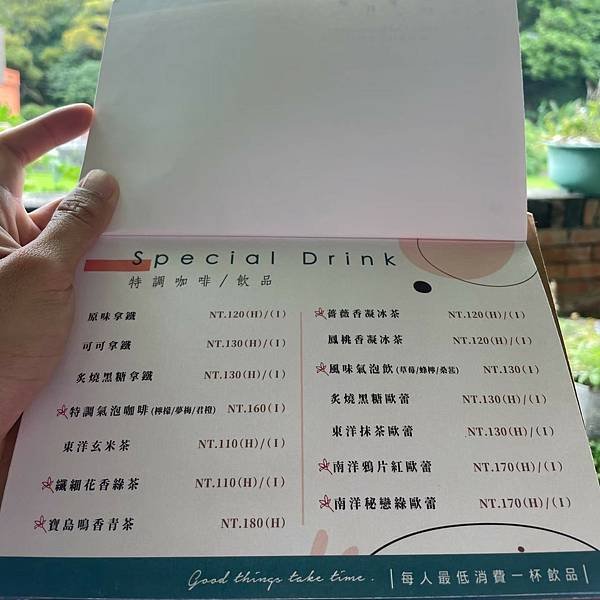 Special Drink
特調咖啡/飲品
原味拿鐵 NT.120(H)/(I)
可可拿鐵 NT.130(H)/(I)
炙燒黑糖拿鐵 NT.130(H)/(I)
特調氣泡咖啡(檸檬/夢梅/君橙) NT.160(I)
東洋玄米茶 NT.110(H)/(I)
纖細花香綠茶 NT.110(H)/(I)
寶島鳴香青茶 NT.180(H)
薔薇香凝冰茶 NT.120(H)/(I)
鳳桃香凝冰茶 NT.120(H)/(I)
風味氣泡飲(草莓/蜂檸/桑葚) NT.130(I)
炙燒黑糖歐蕾 NT.130(H)/(I)
東洋抹茶歐蕾 NT.130(H)/(I)
南洋鴉片紅歐蕾 NT.170(H)/(I)
南洋秘戀綠歐蕾 NT.170(H)/(I)
Good things take time. |每人最低消費一杯飲品|